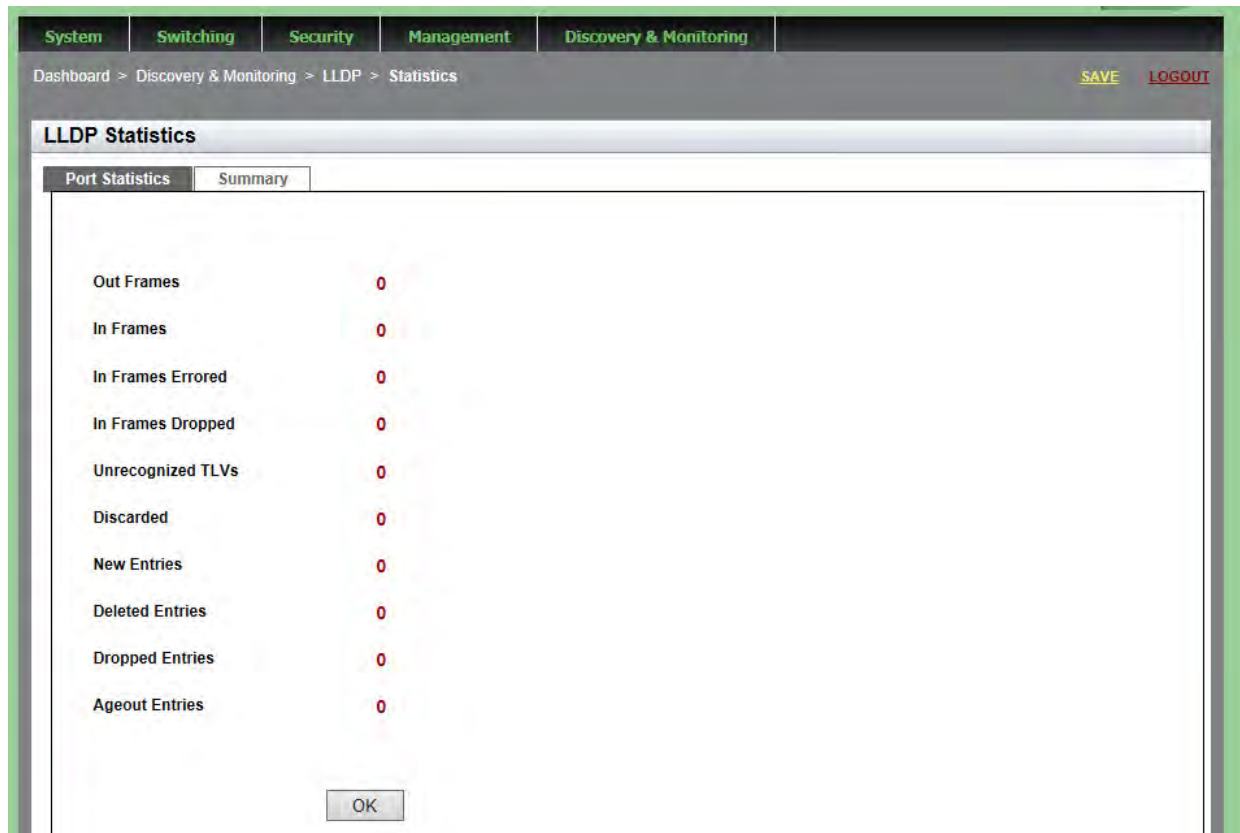 System Switching Security Management Discovery & Monitoring
Dashboard > Discovery & Monitoring > LLDP > Statistics SAVE LOGOUT
LLDP Statistics
Port Statistics Summary
Out Frames 0
In Frames 0
In Frames Errored 0
In Frames Dropped 0
Unrecognized TLVs 0
Discarded 0
New Entries 0
Deleted Entries 0
Dropped Entries 0
Ageout Entries 0
OK